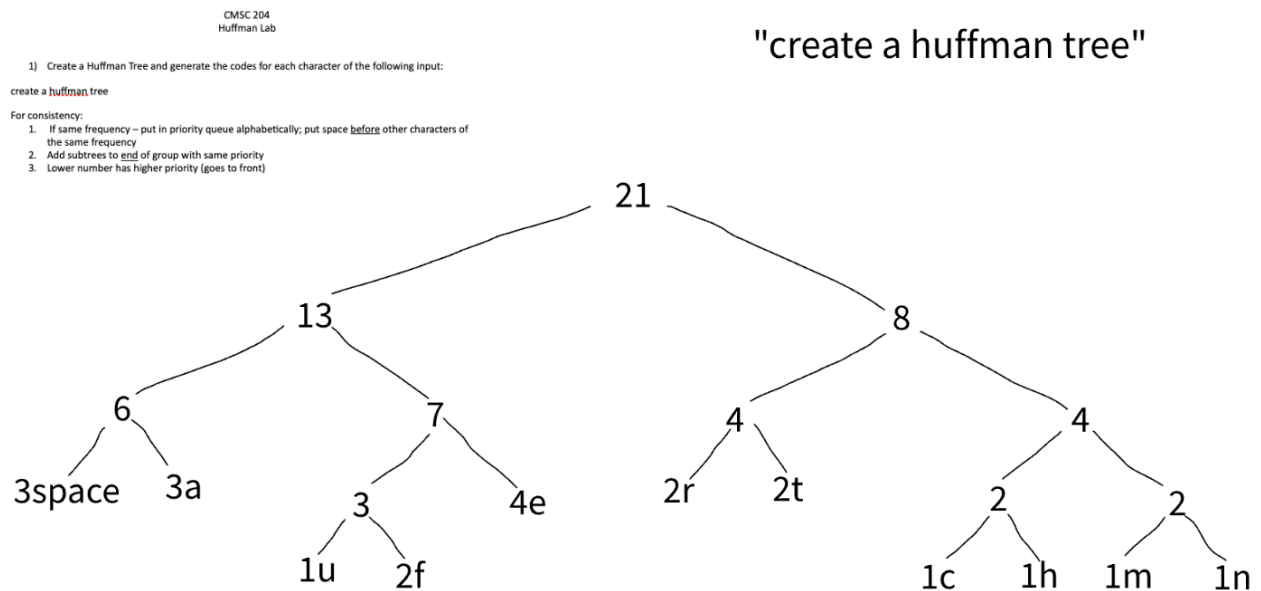 CMSC 204
Huffman Lab
"create a huffman tree"
1) Create a Huffman Tree and generate the codes for each character of the following input:
create a huffman tree
For consistency:
1. If same frequency – put in priority queue alphabetically; put space before other characters of
the same frequency
2. Add subtrees to end of group with same priority
3. Lower number has higher priority (goes to front)
21
13 8
6 7 4 4
3space 3a 3 4e 2r 2t 2 2
1u 2f 1c 1h 1m 1n